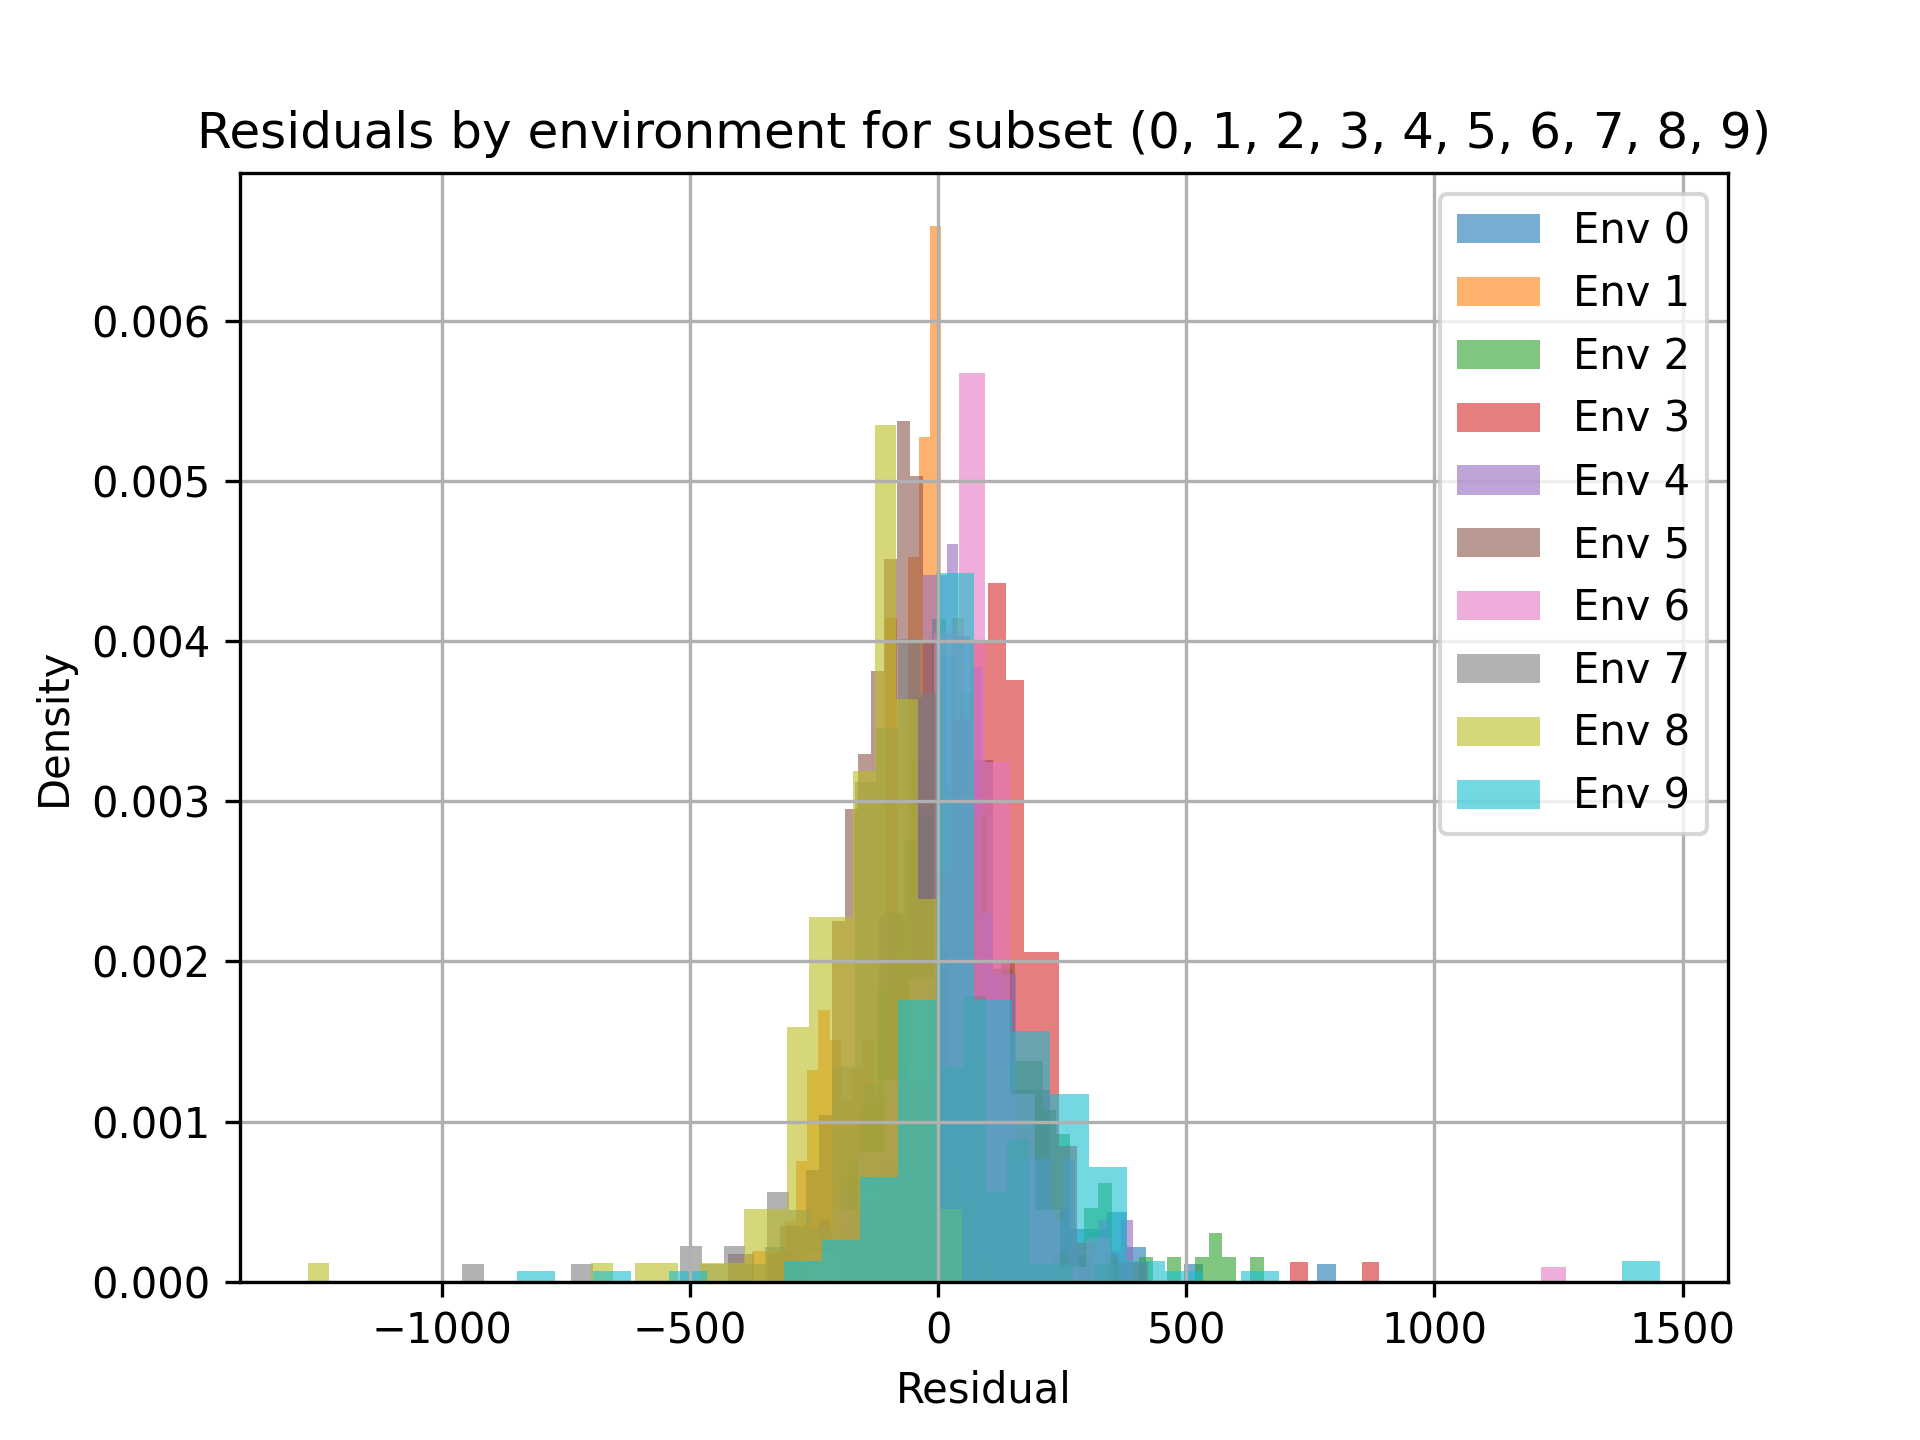 Residuals by environment for subset (0, 1, 2, 3, 4, 5, 6, 7, 8, 9)
Env 0
Env 1
Env 2
Env 3
Env 4
Env 5
Env 6
Env 7
Env 8
Env 9
0.006
0.005
0.004
0.003
0.002
0.001
0.000
Density
−1000
−500
0
500
1000
1500
Residual